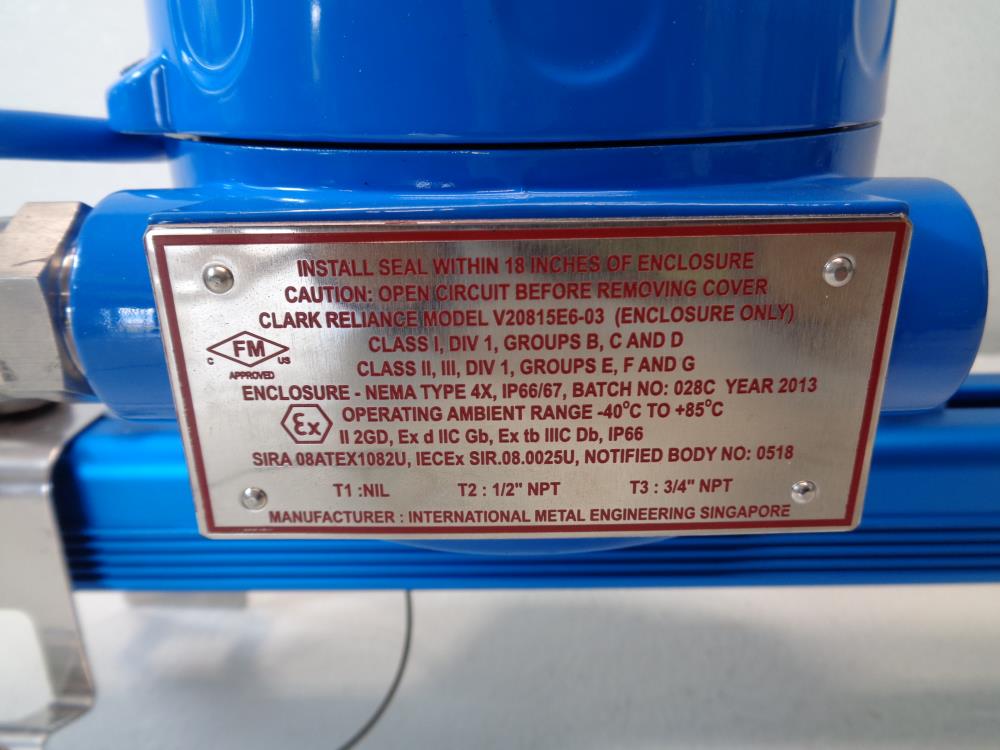 INSTALL SEAL WITHIN 18 INCHES OF ENCLOSURE
CAUTION: OPEN CIRCUIT BEFORE REMOVING COVER
CLARK RELIANCE MODEL V20815E6-03 (ENCLOSURE ONLY)
CLASS I, DIV 1, GROUPS B, C AND D
C FM US
APPROVED
CLASS II, III, DIV 1, GROUPS E, F AND G
ENCLOSURE - NEMA TYPE 4X, IP66/67, BATCH NO: 028C YEAR 2013
Ex
OPERATING AMBIENT RANGE -40°C TO +85°C
II 2GD, Ex d IIC Gb, Ex tb IIIC Db, IP66
SIRA 08ATEX1082U, IECEx SIR.08.0025U, NOTIFIED BODY NO: 0518
T1 :NIL T2 : 1/2" NPT T3 : 3/4" NPT
MANUFACTURER : INTERNATIONAL METAL ENGINEERING SINGAPORE